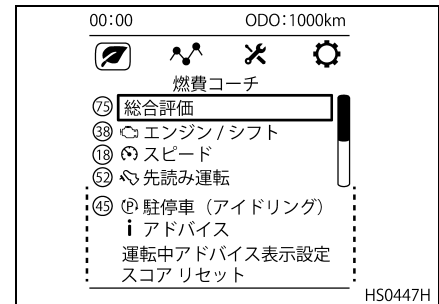 00:00 ODO:1000km
燃費コーチ
75 総合評価
38 エンジン / シフト
18 スピード
52 先読み運転
45 P 駐停車（アイドリング）
i アドバイス
運転中アドバイス表示設定
スコア リセット
HS0447H